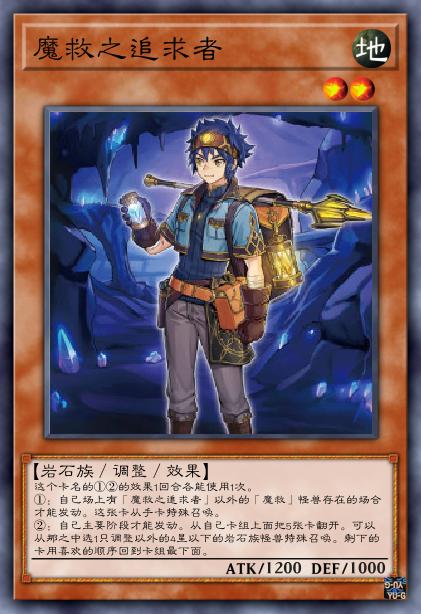 魔救之追求者
地
【岩石族／调整／效果】
这个卡名的①②的效果1回合各能使用1次。
①：自己场上有「魔救之追求者」以外的「魔救」怪兽存在的场合
才能发动。这张卡从手卡特殊召唤。
②：自己主要阶段才能发动。从自己卡组上面把5张卡翻开。可以
从那之中选1只调整以外的4星以下的岩石族怪兽特殊召唤。剩下的
卡用喜欢的顺序回到卡组最下面。
ATK/1200 DEF/1000